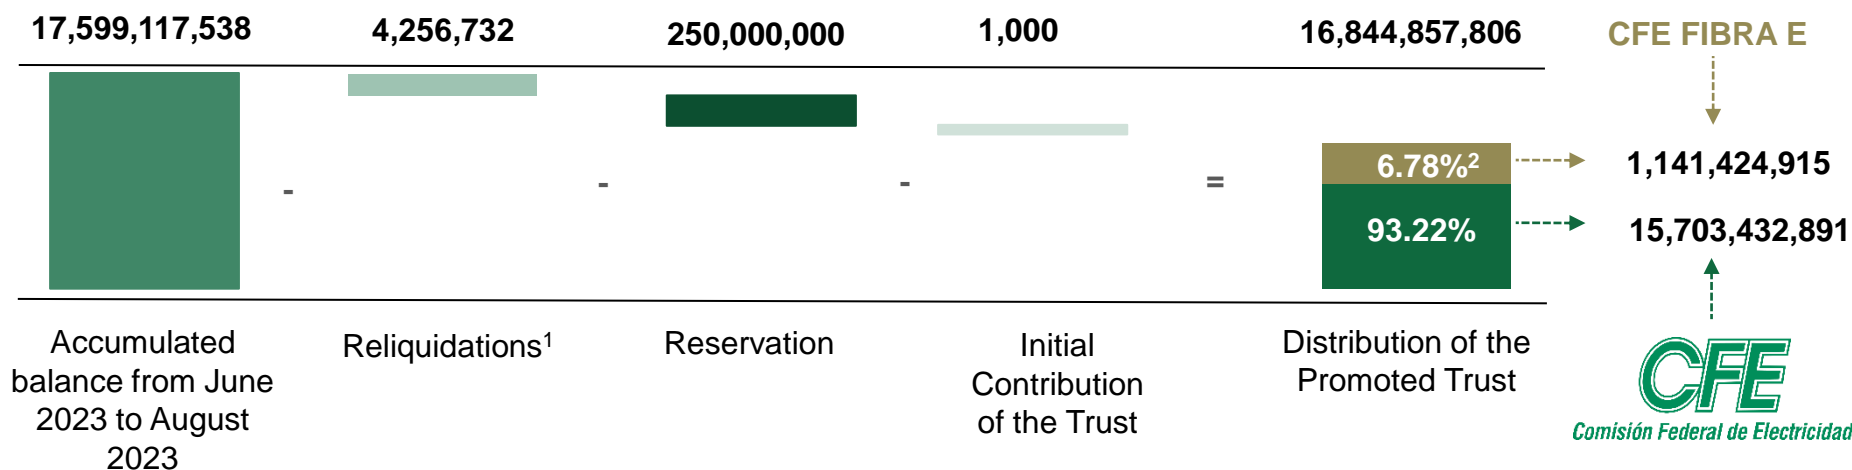 17,599,117,538
4,256,732
250,000,000
1,000
16,844,857,806
CFE FIBRA E
-
-
-
=
6.78%²
1,141,424,915
93.22%
15,703,432,891
Accumulated
balance from June
2023 to August
2023
Reliquidations¹
Reservation
Initial
Contribution
of the Trust
Distribution of the
Promoted Trust
CFE
Comisión Federal de Electricidad